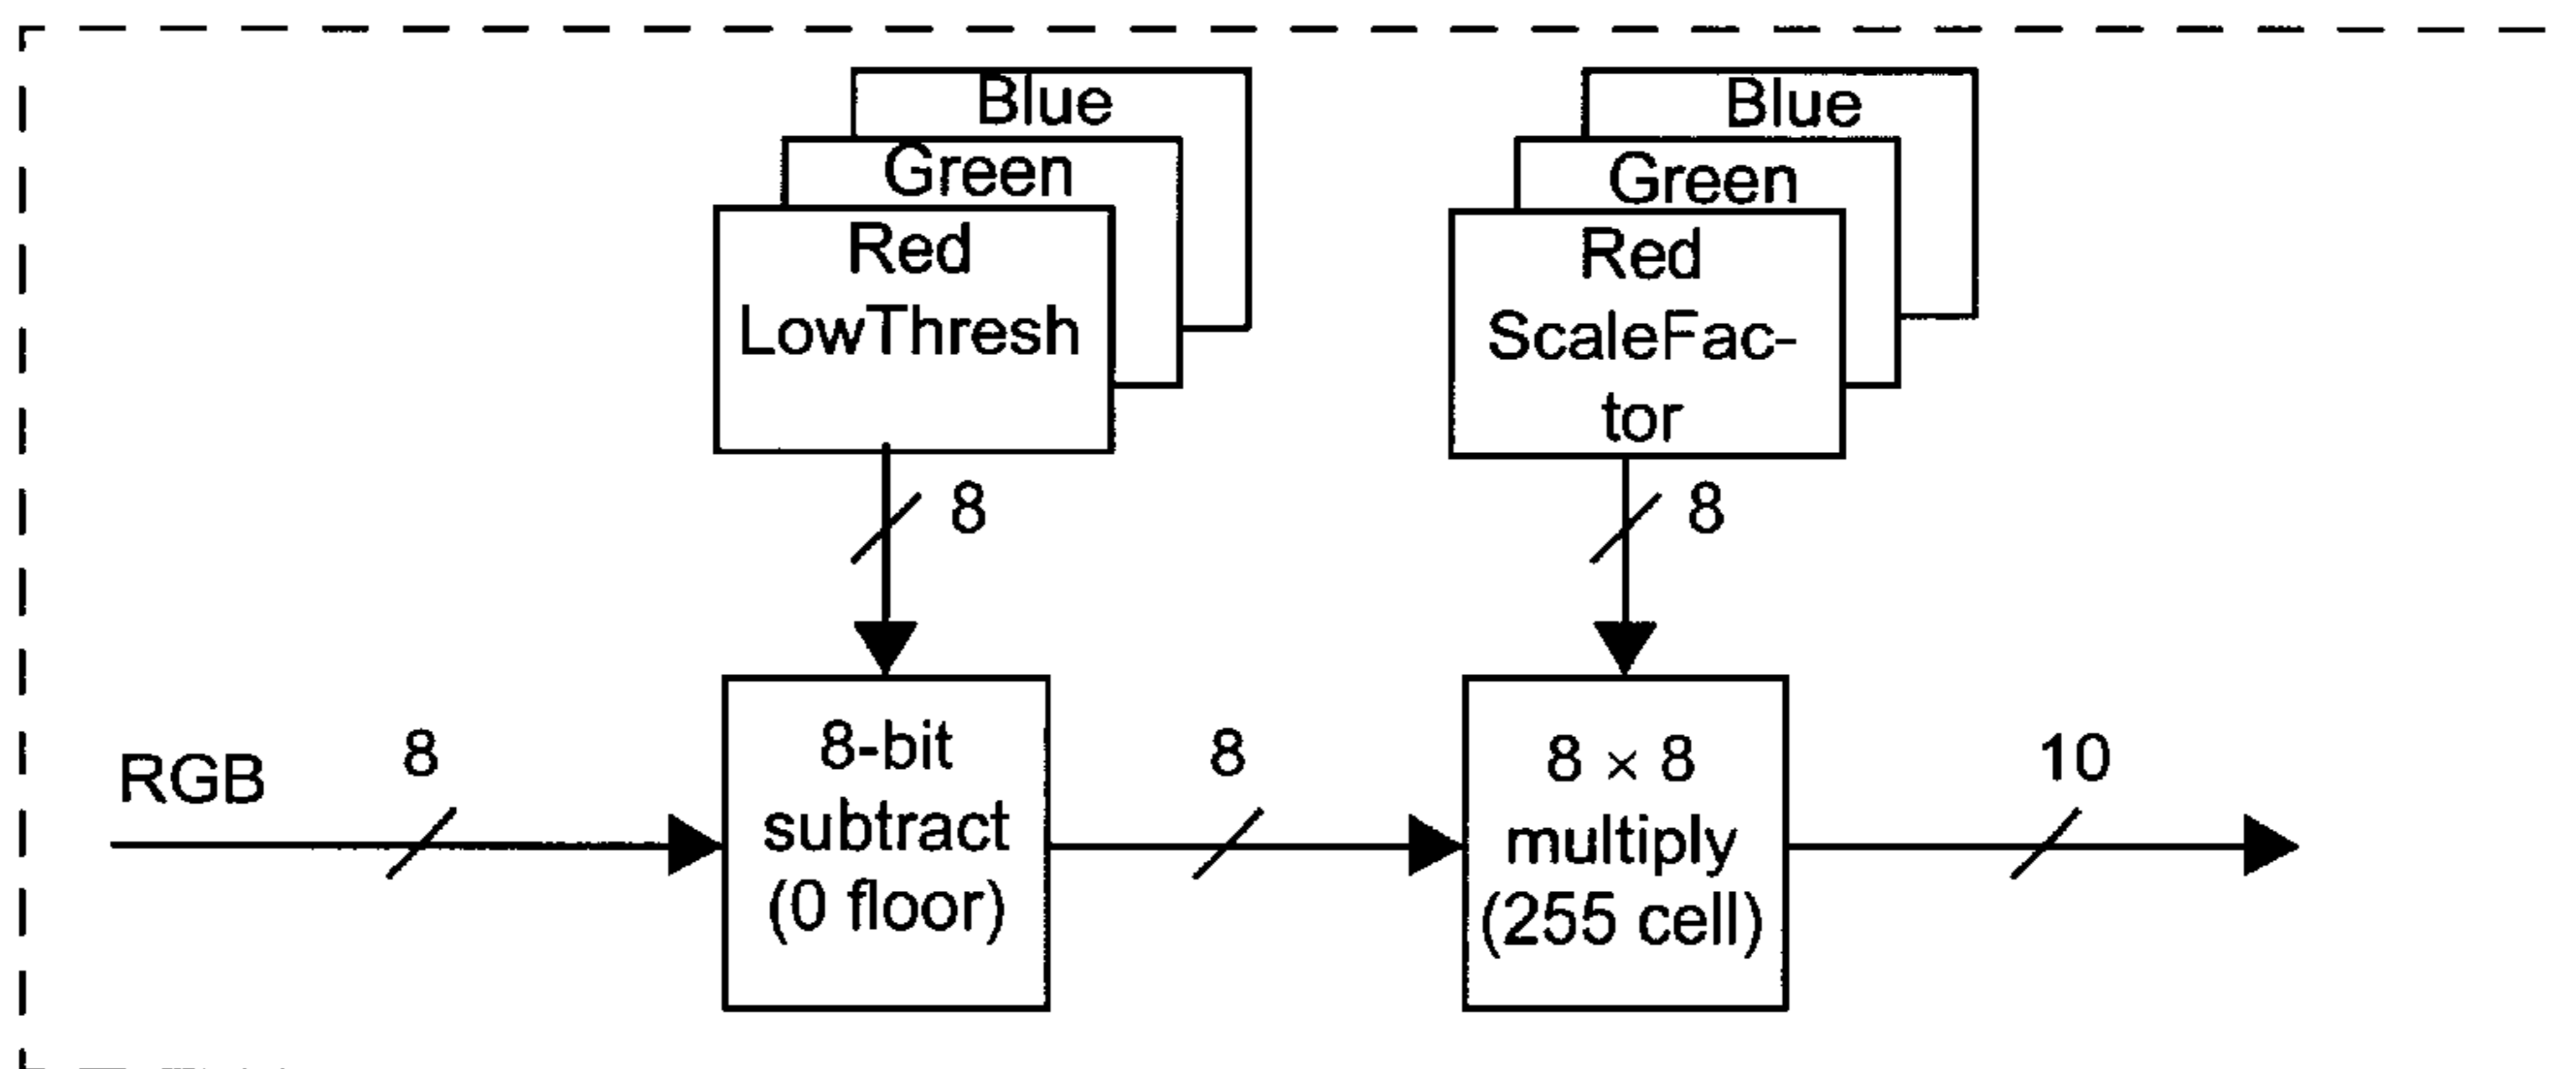 Blue
Green
Red
LowThresh
8
Blue
Green
Red
ScaleFac-
tor
8
RGB
8
8-bit
subtract
(0 floor)
8
8 × 8
multiply
(255 cell)
10